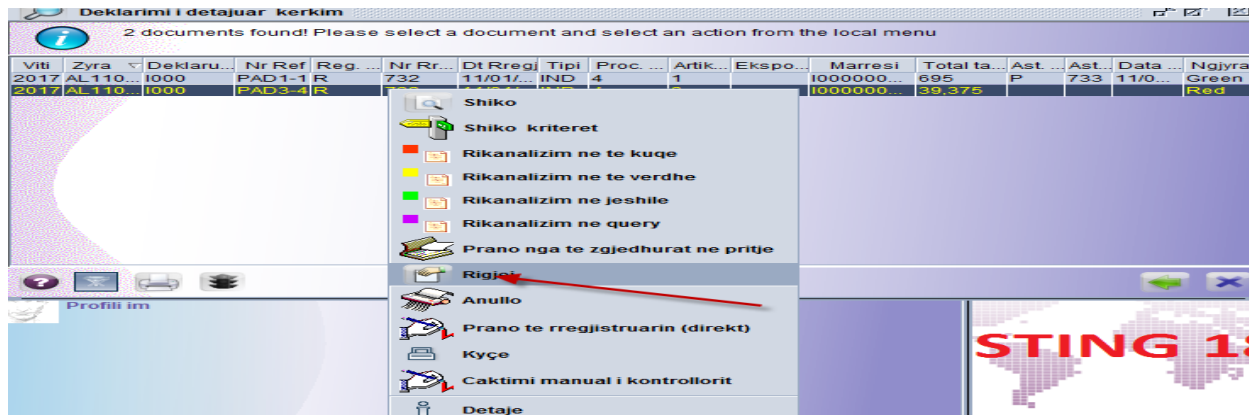 Deklarimi i detajuar kerkim
2 documents found! Please select a document and select an action from the local menu
Viti Zyra Deklaru... Nr Ref Reg. ... Nr Rr... Dt Rregj Tipi Proc. ... Artik... Ekspo... Marresi Total ta... Ast. ... Ast... Data ... Ngjyra
2017 AL110... I000 PAD1-1 R 732 11/01/... IND 4 1 I000000... 695 P 733 11/0... Green
2017 AL110... I000 PAD3-4 R I000000... 39,375 Red
Shiko
Shiko kriteret
Rikanalizim ne te kuqe
Rikanalizim ne te verdhe
Rikanalizim ne jeshile
Rikanalizim ne query
Prano nga te zgjedhurat ne pritje
Rigjej
Anullo
Prano te rregjistruarin (direkt)
Kyçe
Caktimi manual i kontrollorit
Detaje
Profili im
STING 18